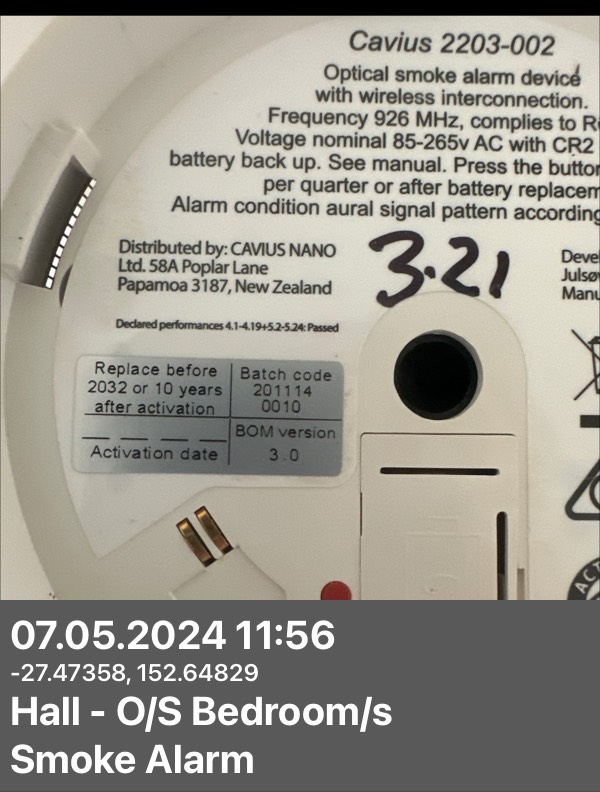 Cavius 2203-002
Optical smoke alarm device
with wireless interconnection.
Frequency 926 MHz, complies to
Voltage nominal 85-265v AC with CR2
battery back up. See manual. Press the
per quarter or after battery
Alarm condition aural signal pattern
3.21
Distributed by: CAVIUS NANO
Ltd. 58A Poplar Lane
Papamoa 3187, New Zealand
Declared performances 4.1-4.19+5.2-5.24: Passed
Replace before
2032 or 10 years
after activation
_ _ _ _
Activation date
Batch code
201114
0010
BOM version
3.0
07.05.2024 11:56
-27.47358, 152.64829
Hall - O/S Bedroom/s
Smoke Alarm